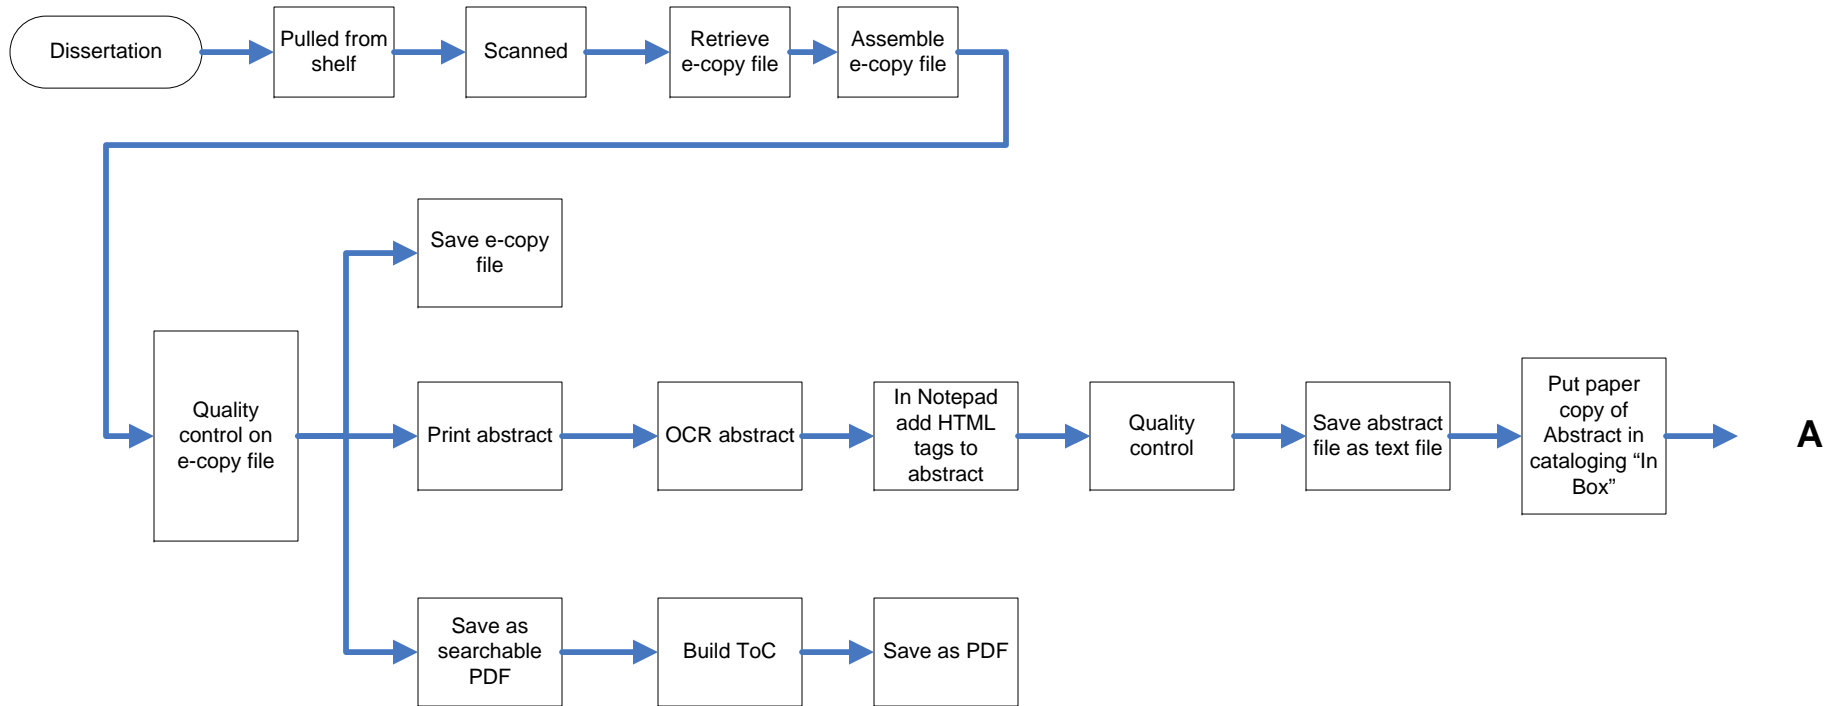 Dissertation
Pulled from
shelf
Scanned
Retrieve
e-copy file
Assemble
e-copy file
Save e-copy
file
Quality
control on
e-copy file
Print abstract
OCR abstract
In Notepad
add HTML
tags to
abstract
Quality
control
Save abstract
file as text file
Put paper
copy of
Abstract in
cataloging “In
Box”
A
Save as
searchable
PDF
Build ToC
Save as PDF